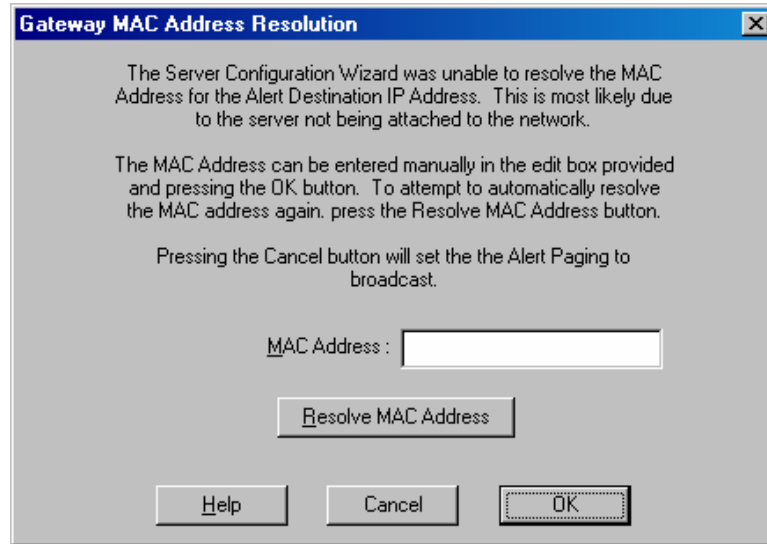 Gateway MAC Address Resolution
The Server Configuration Wizard was unable to resolve the MAC
Address for the Alert Destination IP Address. This is most likely due
to the server not being attached to the network.
The MAC Address can be entered manually in the edit box provided
and pressing the OK button. To attempt to automatically resolve
the MAC address again. press the Resolve MAC Address button.
Pressing the Cancel button will set the the Alert Paging to
broadcast.
MAC Address :
Resolve MAC Address
Help Cancel OK